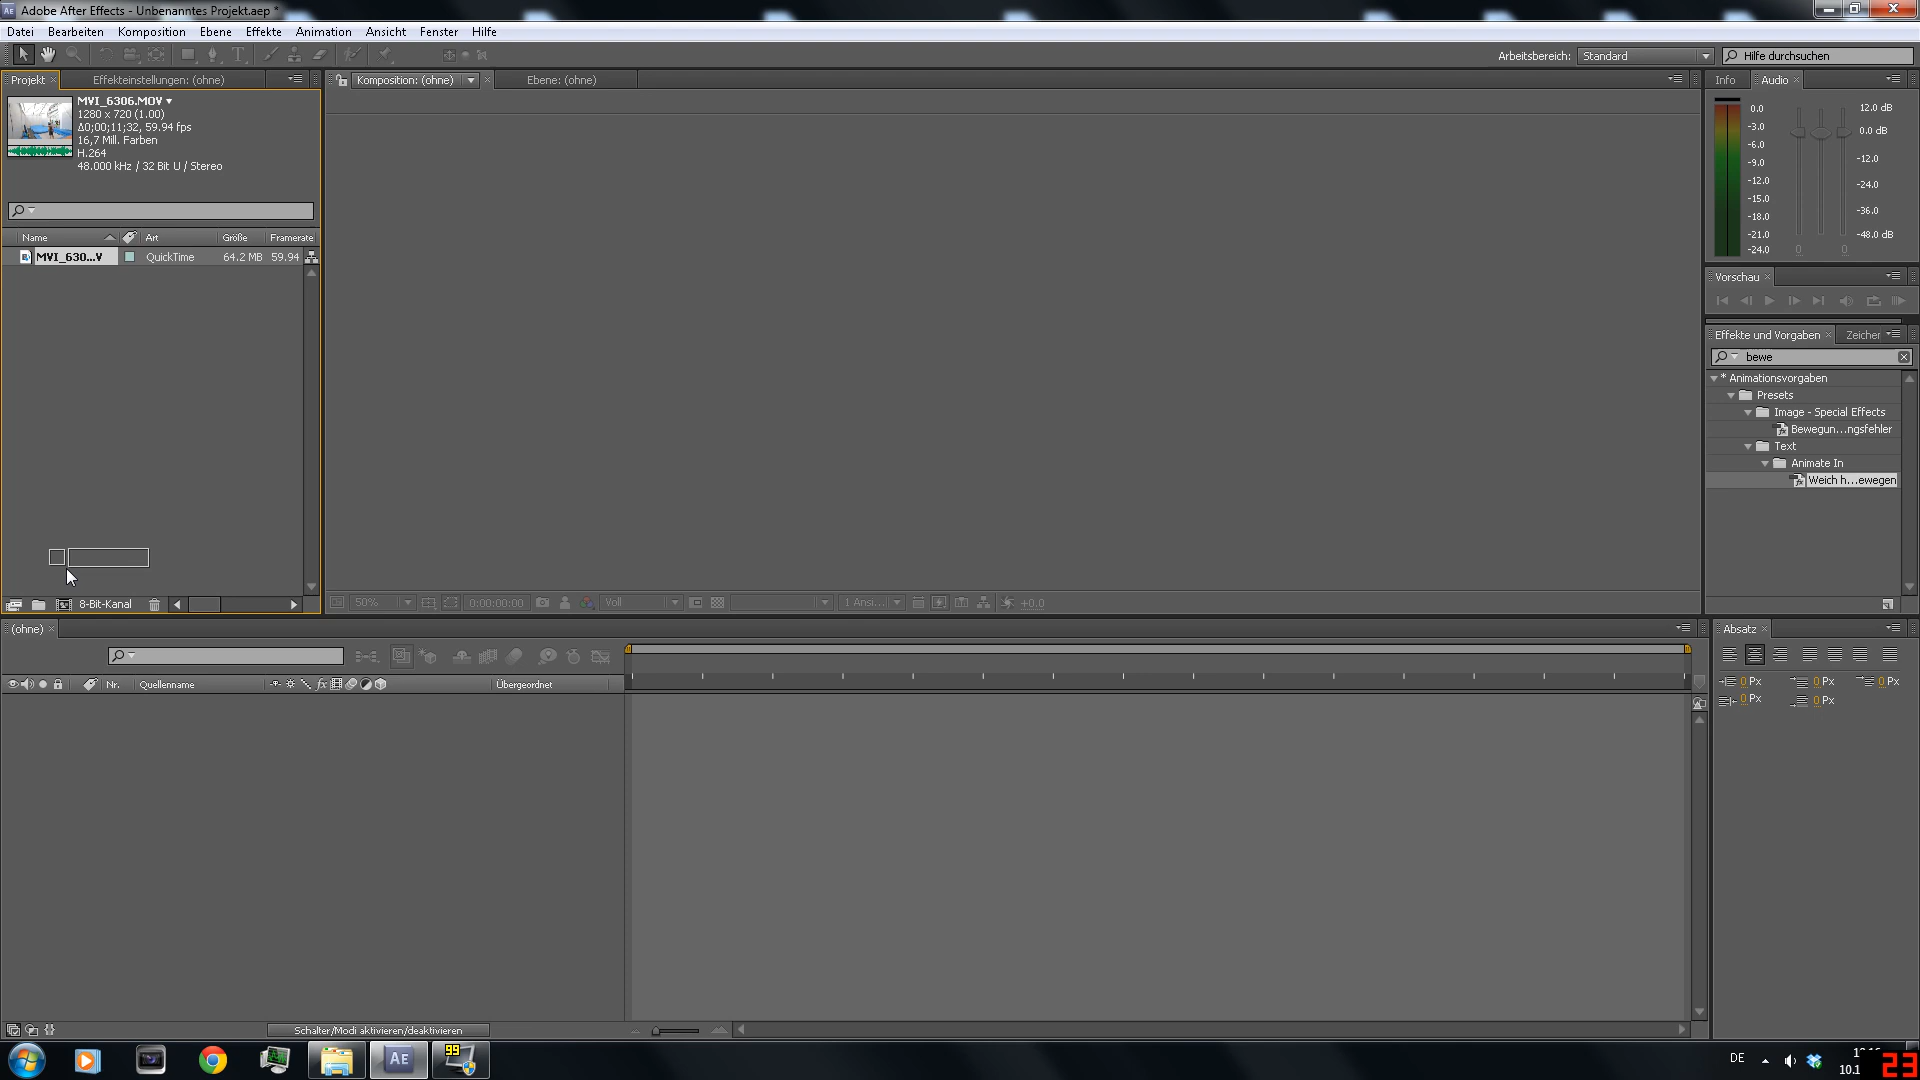 Adobe After Effects - Unbenanntes Projekt.aep *
Datei Bearbeiten Komposition Ebene Effekte Animation Ansicht Fenster Hilfe
Arbeitsbereich: Standard Hilfe durchsuchen
Projekt Effekteinstellungen: (ohne)
Komposition: (ohne) Ebene: (ohne)
Info Audio
MVI_6306.MOV
1280 x 720 (1.00)
Δ0;00;11;32, 59.94 fps
16,7 Mill. Farben
H.264
48.000 kHz / 32 Bit U / Stereo
Name Art Größe Framerate
MVI_630...V QuickTime 64.2 MB 59.94
8-Bit-Kanal
50% 0:00:00:00 Voll 1 Ansi... +0,0
0.0
-3.0
-6.0
-9.0
-12.0
-15.0
-18.0
-21.0
-24.0
12.0 dB
0.0 dB
-12.0
-24.0
-36.0
-48.0 dB
0 0
Vorschau
Effekte und Vorgaben Zeicher
bewe
* Animationsvorgaben
Presets
Image - Special Effects
Bewegun...ngsfehler
Text
Animate In
Weich h...ewegen
(ohne)
Nr. Quellenname fx Übergeordnet
Schalter/Modi aktivieren/deaktivieren
Absatz
0 Px 0 Px 0 Px
0 Px 0 Px
AE
99
DE
10.1
23